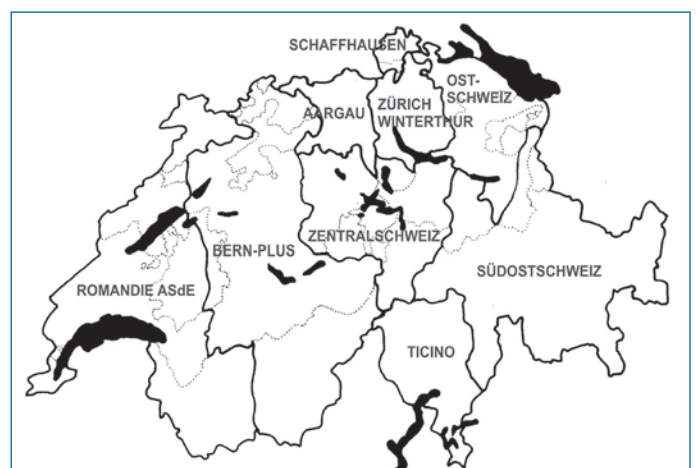 SCHAFFHAUSEN
OST-
SCHWEIZ
AARGAU
ZÜRICH
WINTERTHUR
ZENTRALSCHWEIZ
BERN-PLUS
SÜDOSTSCHWEIZ
ROMANDIE ASdE
TICINO